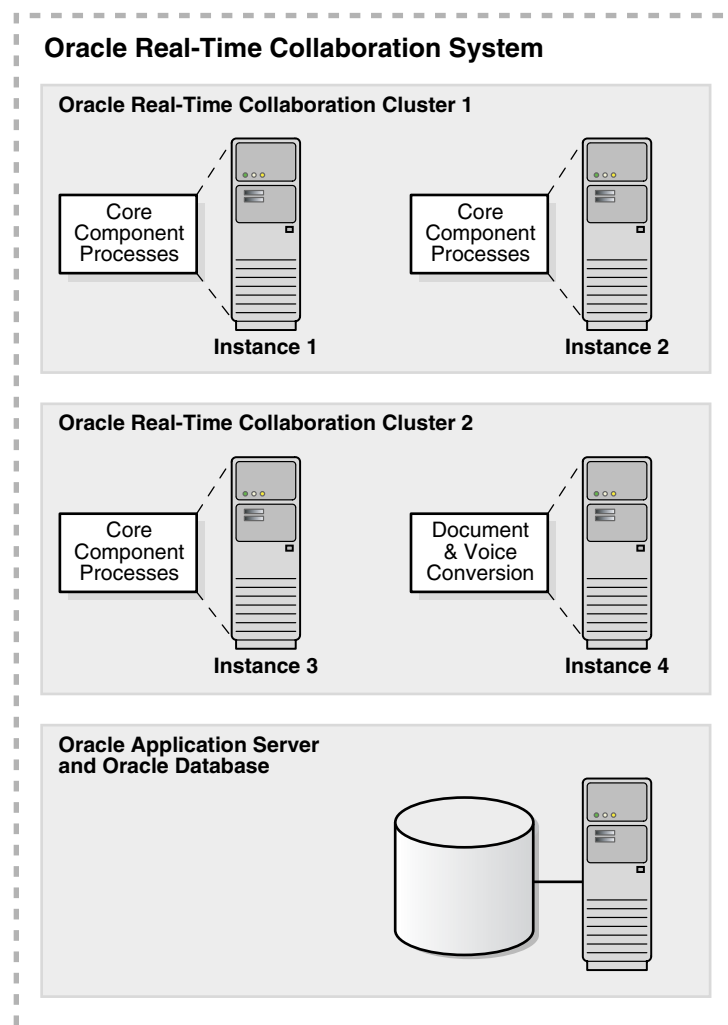 Oracle Real-Time Collaboration System
Oracle Real-Time Collaboration Cluster 1
Core
Component
Processes
Instance 1
Core
Component
Processes
Instance 2
Oracle Real-Time Collaboration Cluster 2
Core
Component
Processes
Instance 3
Document
& Voice
Conversion
Instance 4
Oracle Application Server
and Oracle Database